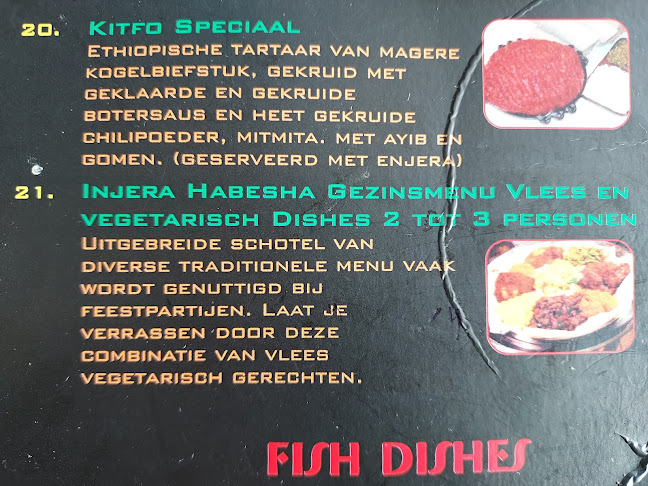 20. Kitfo Speciaal
Ethiopische tartaar van magere
kogelbiefstuk, gekruid met
geklaarde en gekruide
botersaus en heet gekruide
chilipoeder, mitmita. met ayib en
gomen. (geserveerd met enjera)
21. Injera Habesha Gezinsmenu Vlees en
vegetarisch Dishes 2 tot 3 personen
Uitgebreide schotel van
diverse traditionele menu vaak
wordt genuttigd bij
feestpartijen. Laat je
verrassen door deze
combinatie van vlees
vegetarisch gerechten.
FISH DISHES